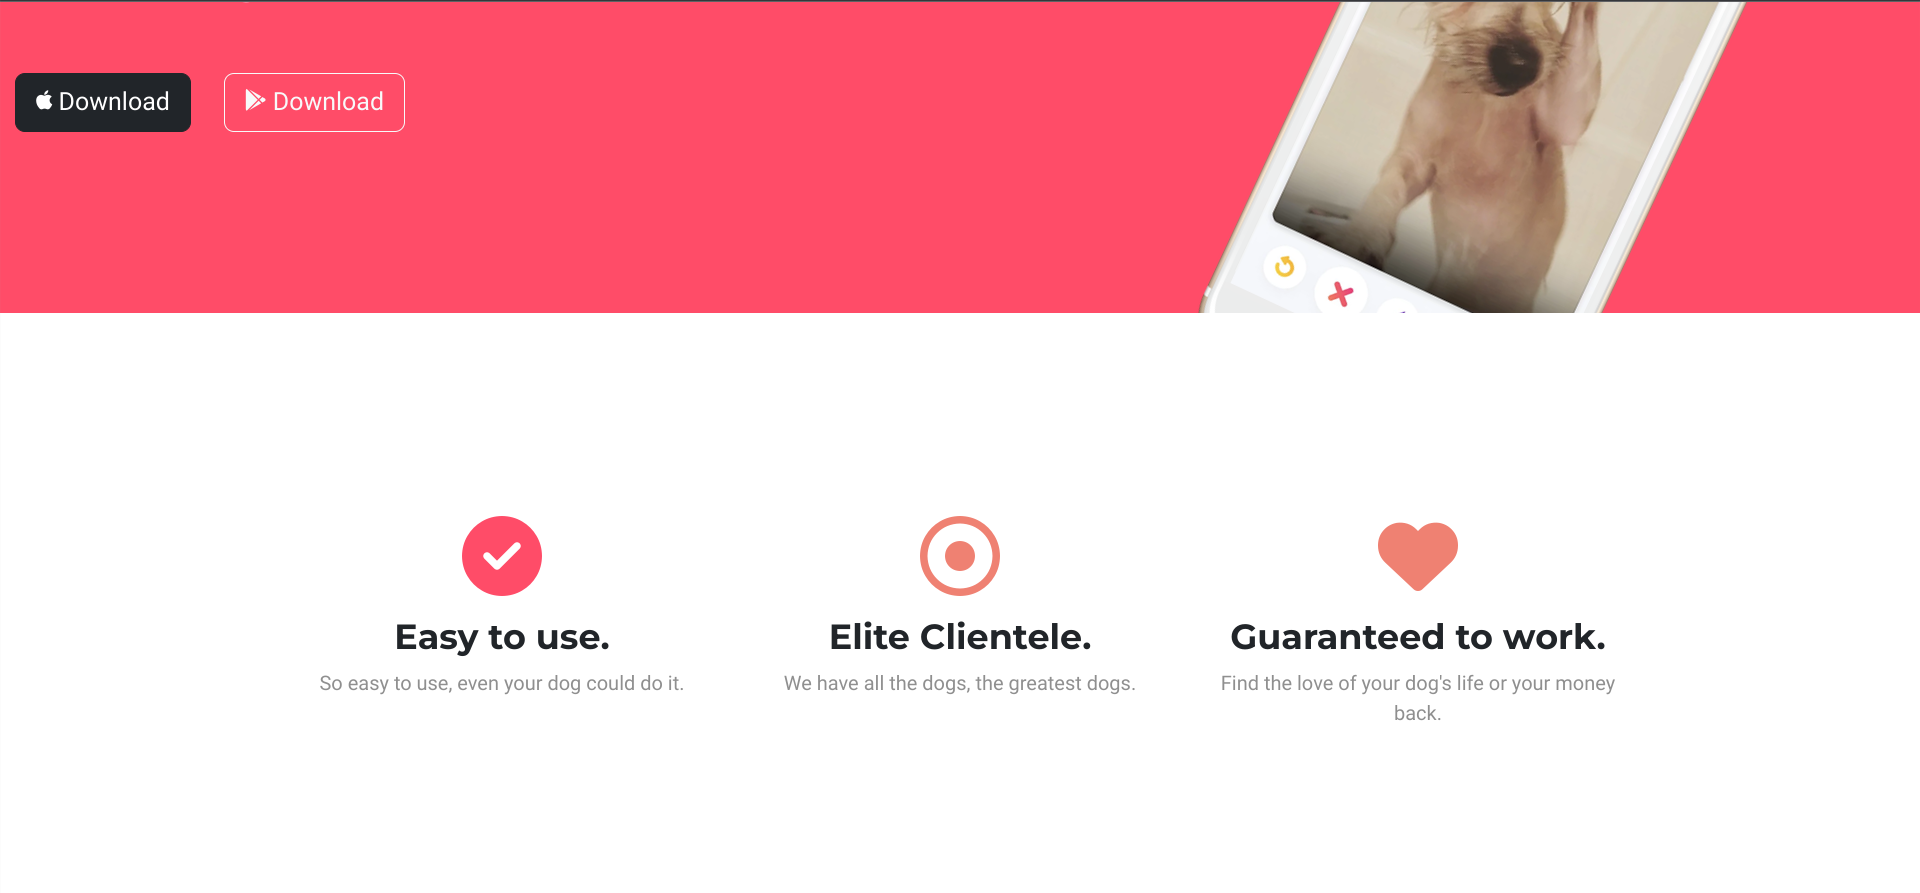 Download
Download
Easy to use.
So easy to use, even your dog could do it.
Elite Clientele.
We have all the dogs, the greatest dogs.
Guaranteed to work.
Find the love of your dog's life or your money
back.